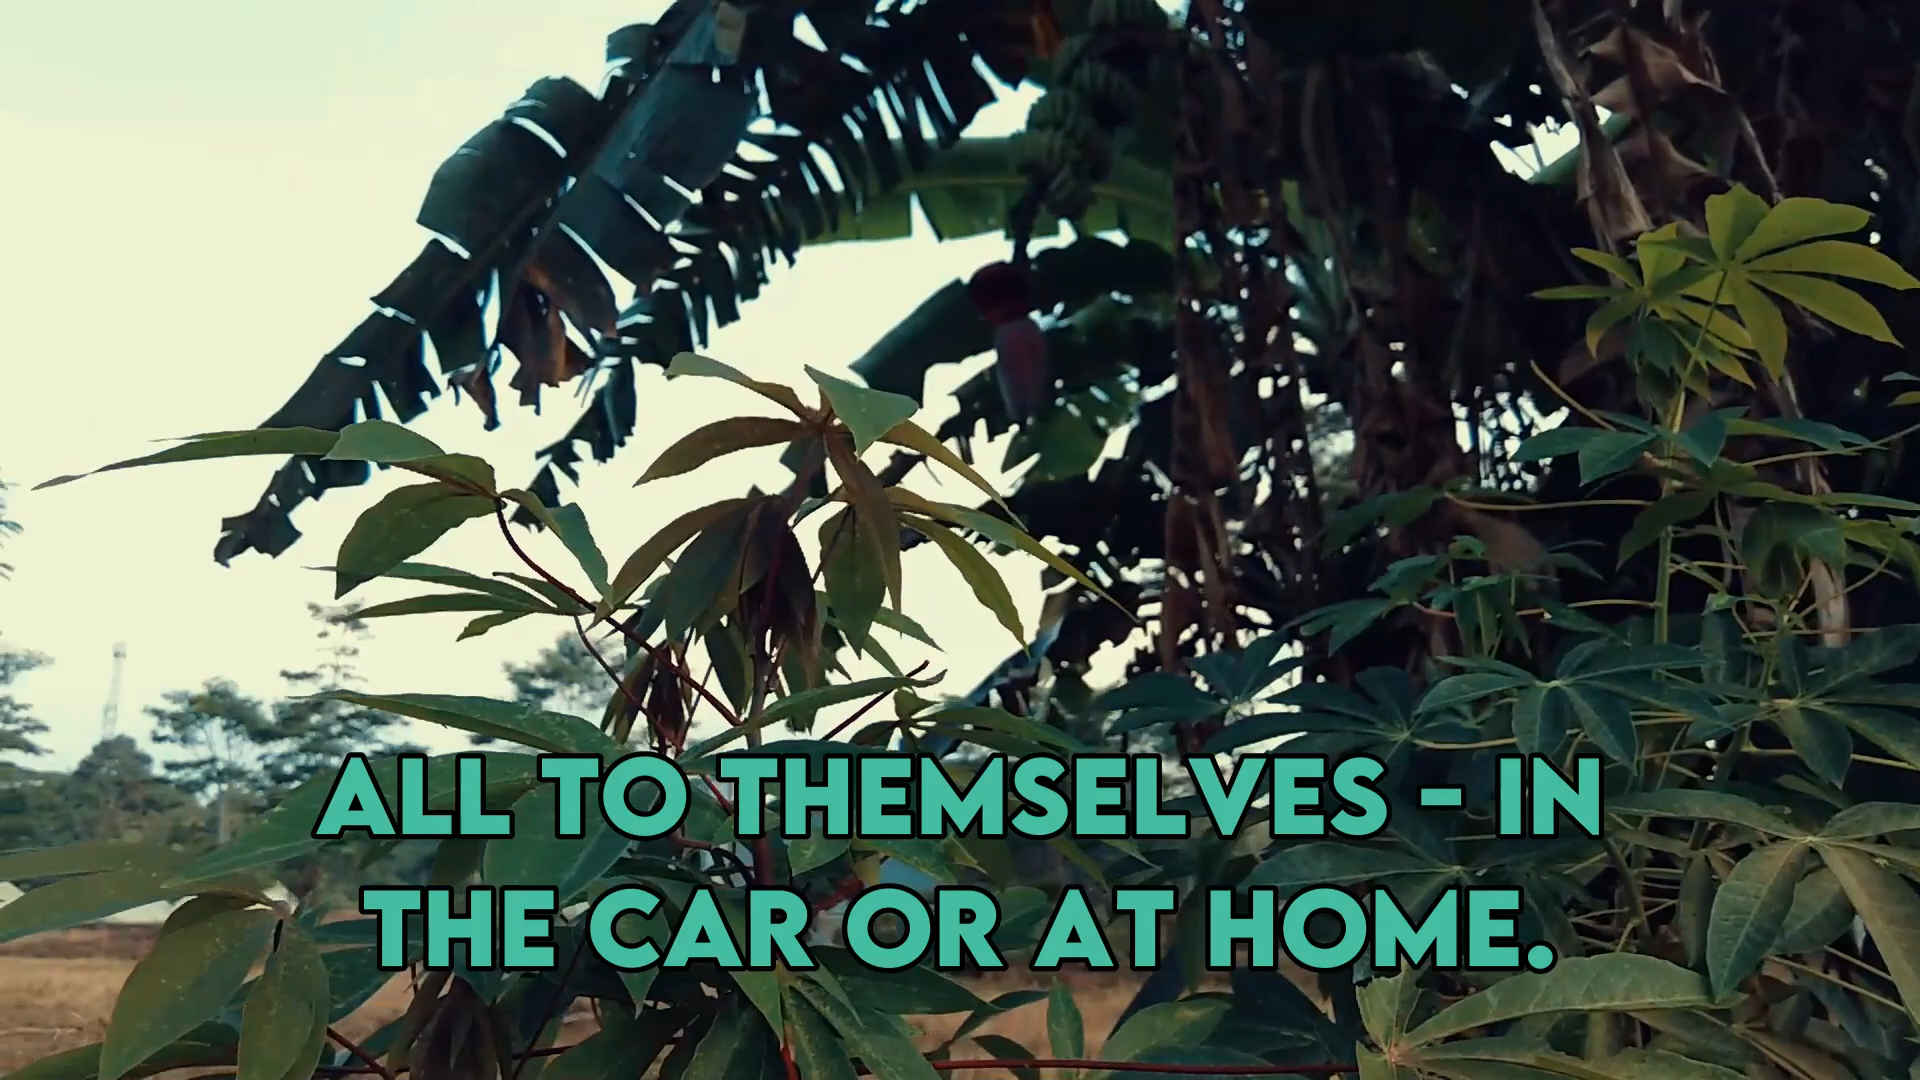 ALL TO THEMSELVES - IN
THE CAR OR AT HOME.